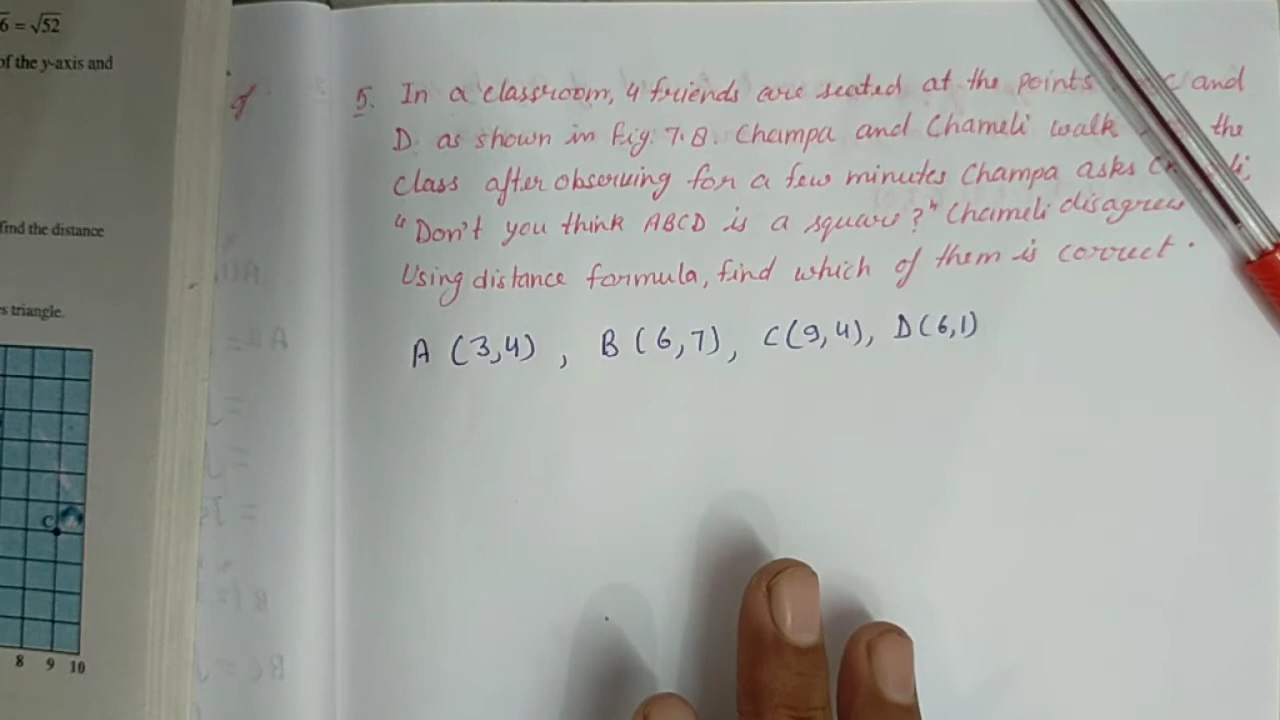 6 = √52
of the y-axis and
find the distance
s triangle.
C
8 9 10
of
5. In a classroom, 4 friends are seated at the points C and
D as shown in fig. 7.8. Champa and Chameli walk the
class after observing for a few minutes Champa asks
"Don't you think ABCD is a square?" Chameli disagrees
Using distance formula, find which of them is correct.
A (3,4), B (6,7), C(9,4), D(6,1)